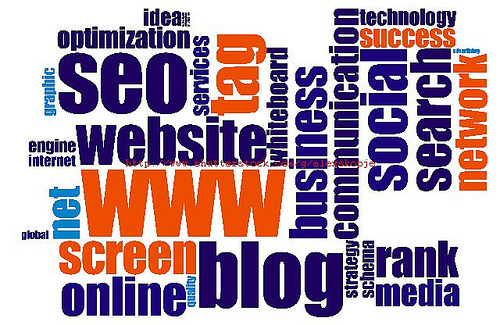 idea
technology
optimization
success
advertising
graphic
seo
services
tag
whiteboard
business
communication
social
search
network
engine
website
internet
http://www.shutterstock.com/g/alexskopje
net
www
global
screen
blog
strategy
schema
rank
online
quality
media